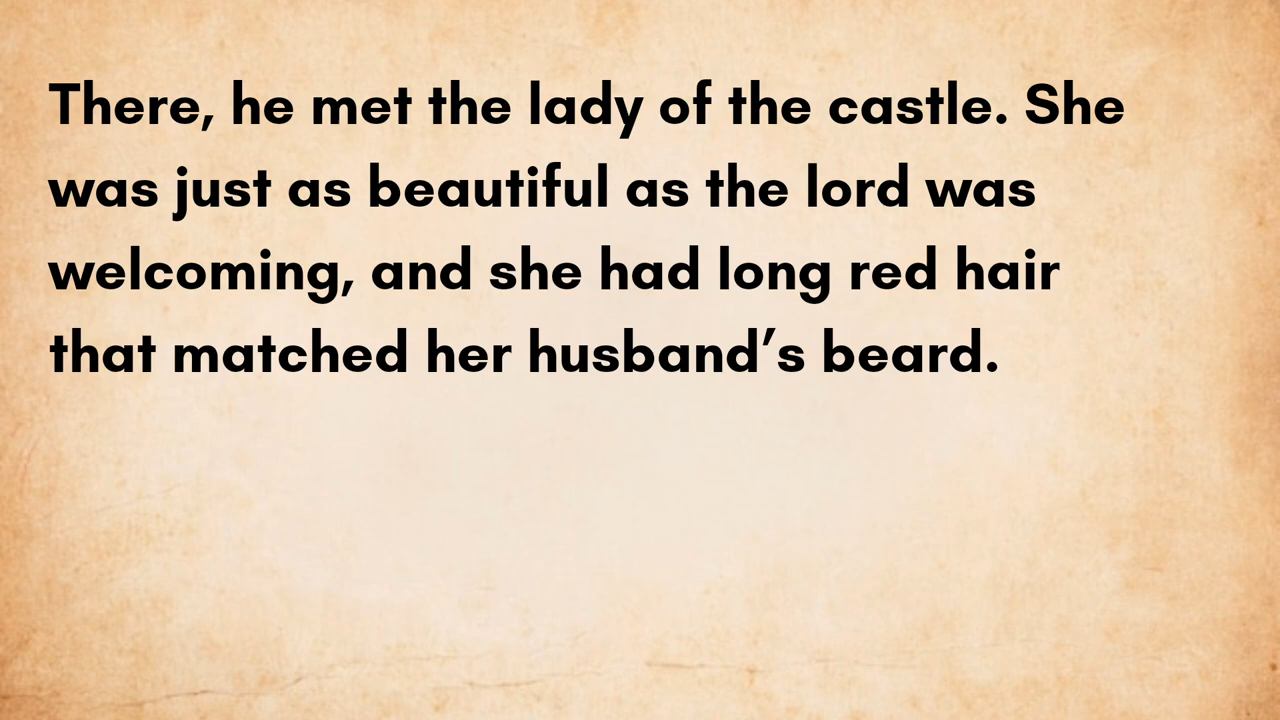 There, he met the lady of the castle. She
was just as beautiful as the lord was
welcoming, and she had long red hair
that matched her husband’s beard.